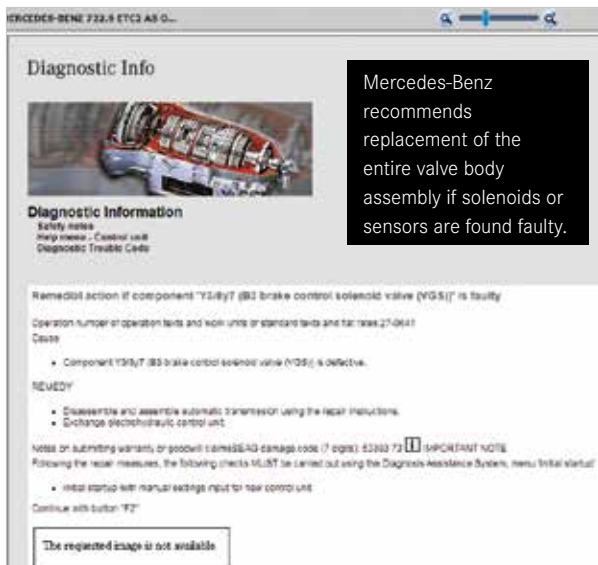 MERCEDES-BENZ 722.9 ETC2 AB O...
Diagnostic Info
Mercedes-Benz
recommends
replacement of the
entire valve body
assembly if solenoids or
sensors are found faulty.
Diagnostic Information
Safety notes
Help menu - Control unit
Diagnostic Trouble Code
Remedial action if component "Y3/8y7 (B3 brake control solenoid valve (VGS))" is faulty
Operation number of operation texts and work units or standard texts and flat rates 27-0641
Cause
Component Y3/8y7 (B3 brake control solenoid valve (VGS)) is defective.
REMEDY
Disassemble and assemble automatic transmission using the repair instructions.
Exchange electrohydraulic control unit.
Notes on submitting warranty or goodwill claims damage code (7 digits): IMPORTANT NOTE
Following the repair measures, the following checks MUST be carried out using the Diagnosis Assistance System, menu 'Initial startup'
Initial startup with manual settings input for new control unit
Continue with button "F2"
The requested image is not available